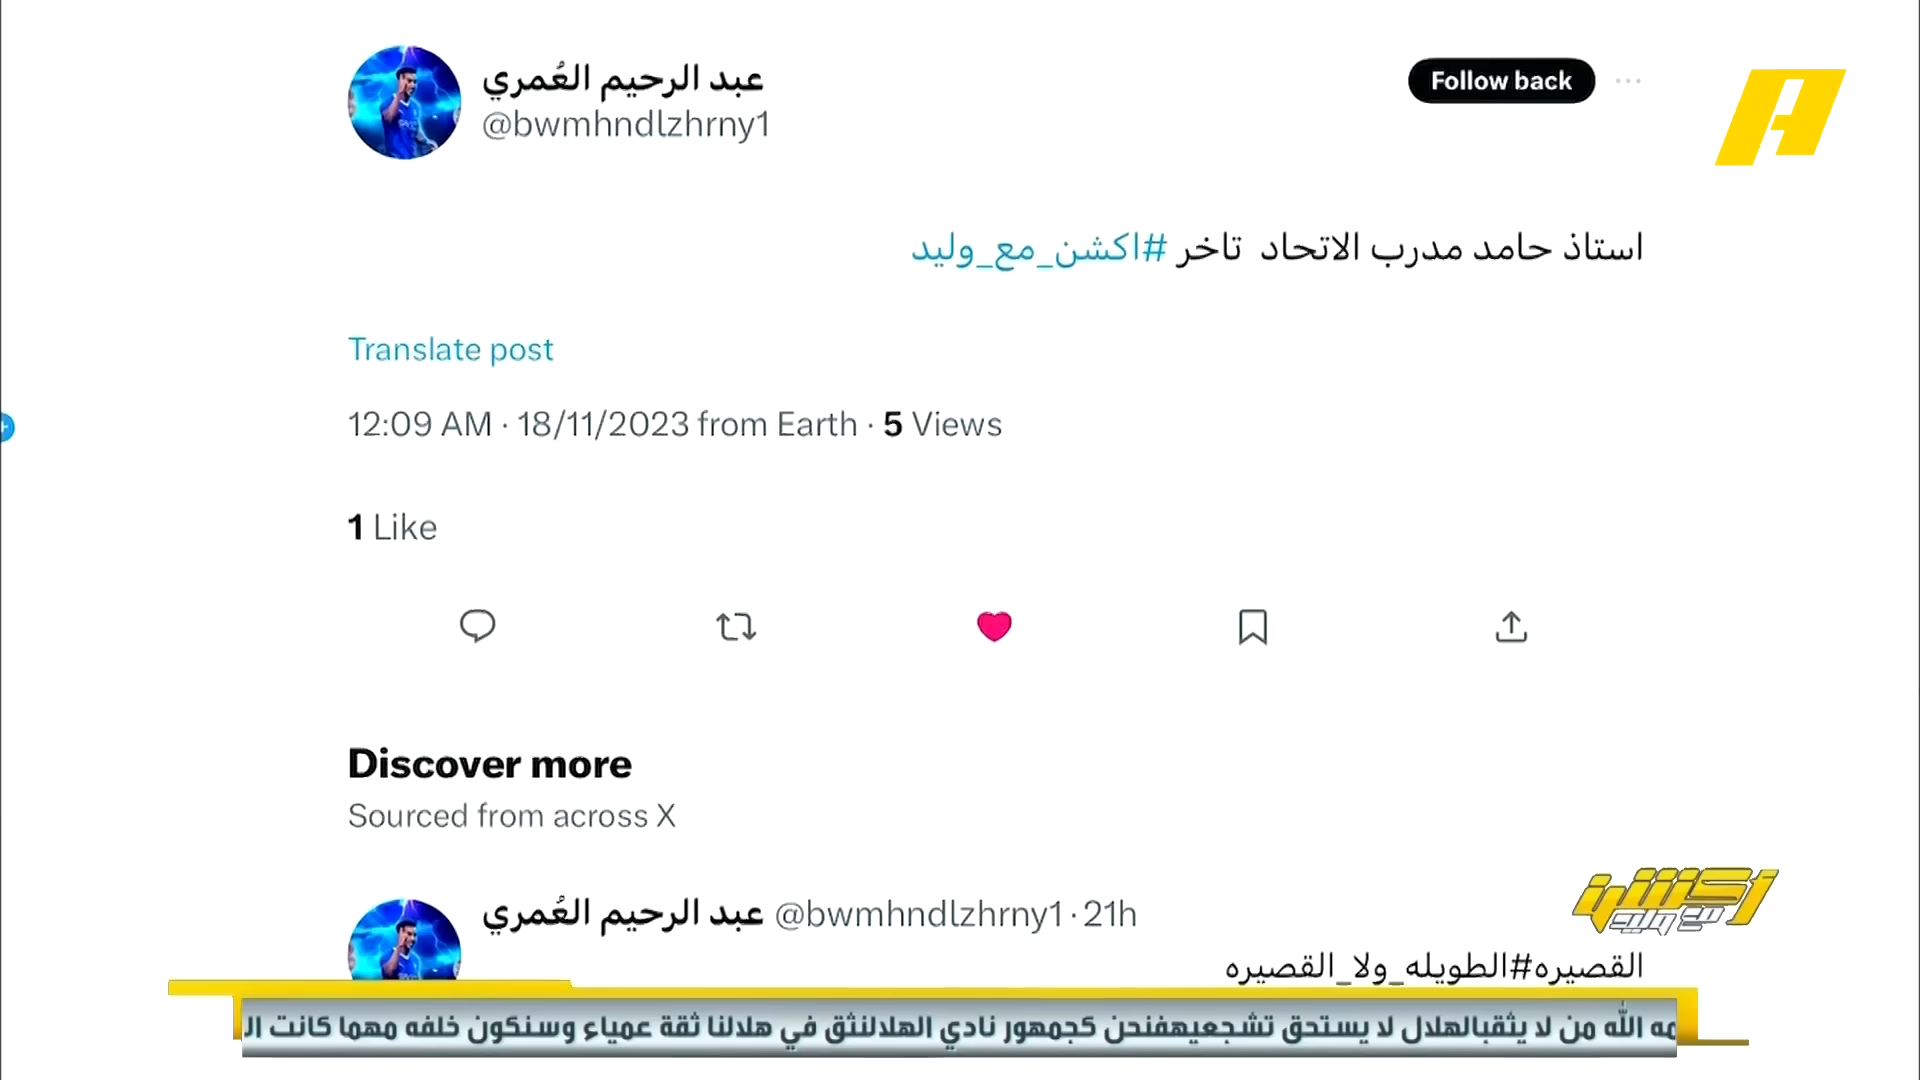 عبد الرحيم العُمري
@bwmhndlzhrny1
Follow back
استاذ حامد مدرب الاتحاد تاخر #اكشن_مع_وليد
Translate post
12:09 AM · 18/11/2023 from Earth · 5 Views
1 Like
Discover more
Sourced from across X
عبد الرحيم العُمري @bwmhndlzhrny1 · 21h
القصيره#الطويله_ولا_القصيره
أكشن مع وليد
مه الله من لا يثقبالهلال لا يستحق تشجعيهفنحن كجمهور نادي الهلالنثق في هلالنا ثقة عمياء وسنكون خلفه مهما كانت ال